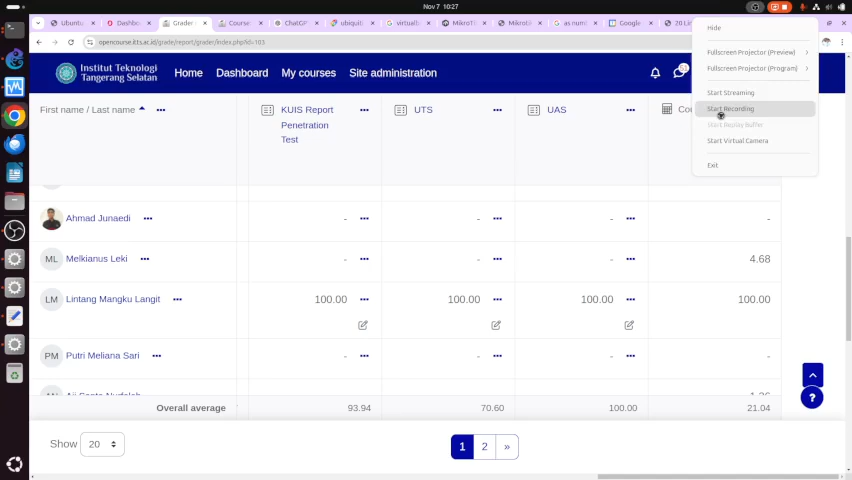 Nov 7 10:27
Ubuntu
Dashbo
Grader
Course
ChatGF
ubiquit
virtualb
MikroTI
MikroTi
as num
Google
20 Lin
opencourse.itts.ac.id/grade/report/grader/index.php?id=183
Institut Teknologi
Tangerang Selatan
Home
Dashboard
My courses
Site administration
Hide
Fullscreen Projector (Preview)
Fullscreen Projector (Program)
Start Streaming
Start Recording
Start Replay Buffer
Start Virtual Camera
Exit
First name / Last name
KUIS Report
Penetration
Test
UTS
UAS
Ahmad Junaedi - - - -
ML Melkianus Leki - - - 4.68
LM Lintang Mangku Langit 100.00 100.00 100.00 100.00
PM Putri Meliana Sari - - - -
Overall average 93.94 70.60 100.00 21.04
Show 20
1 2 »
?